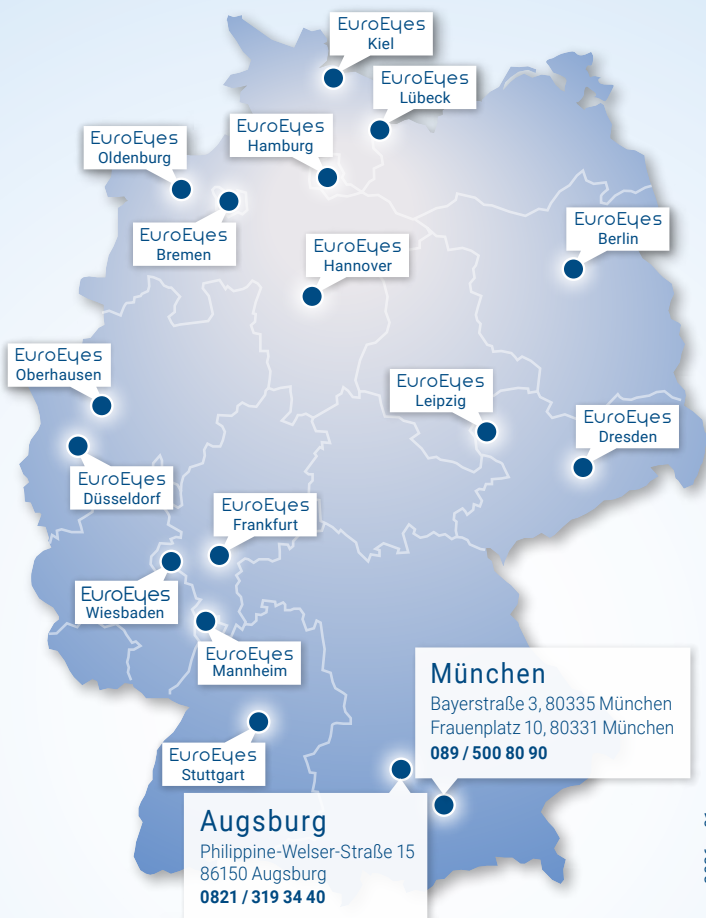 EuroEyes
Kiel
EuroEyes
Lübeck
EuroEyes
Hamburg
EuroEyes
Oldenburg
EuroEyes
Bremen
EuroEyes
Berlin
EuroEyes
Hannover
EuroEyes
Oberhausen
EuroEyes
Leipzig
EuroEyes
Dresden
EuroEyes
Düsseldorf
EuroEyes
Frankfurt
EuroEyes
Wiesbaden
EuroEyes
Mannheim
München
Bayerstraße 3, 80335 München
Frauenplatz 10, 80331 München
089 / 500 80 90
EuroEyes
Stuttgart
Augsburg
Philippine-Welser-Straße 15
86150 Augsburg
0821 / 319 34 40